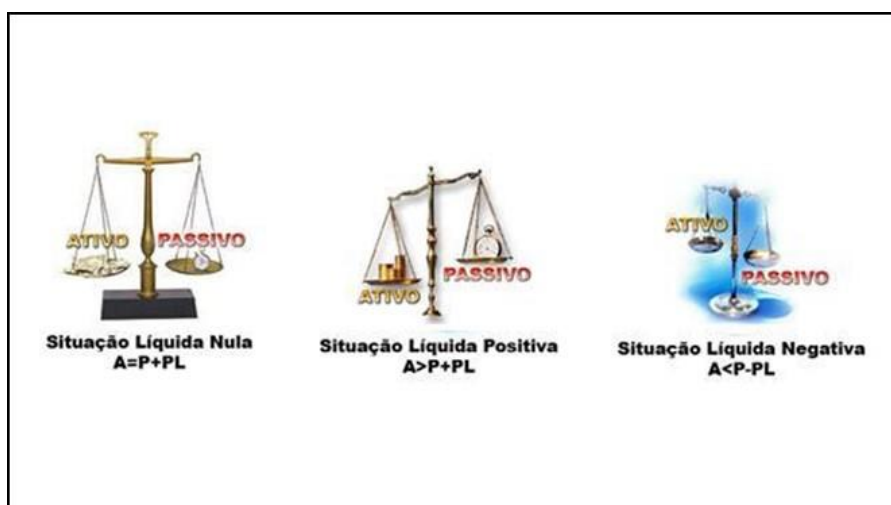 ATIVO PASSIVO
Situação Líquida Nula
A=P+PL
PASSIVO
ATIVO
Situação Líquida Positiva
A>P+PL
ATIVO
PASSIVO
Situação Líquida Negativa
A<P-PL